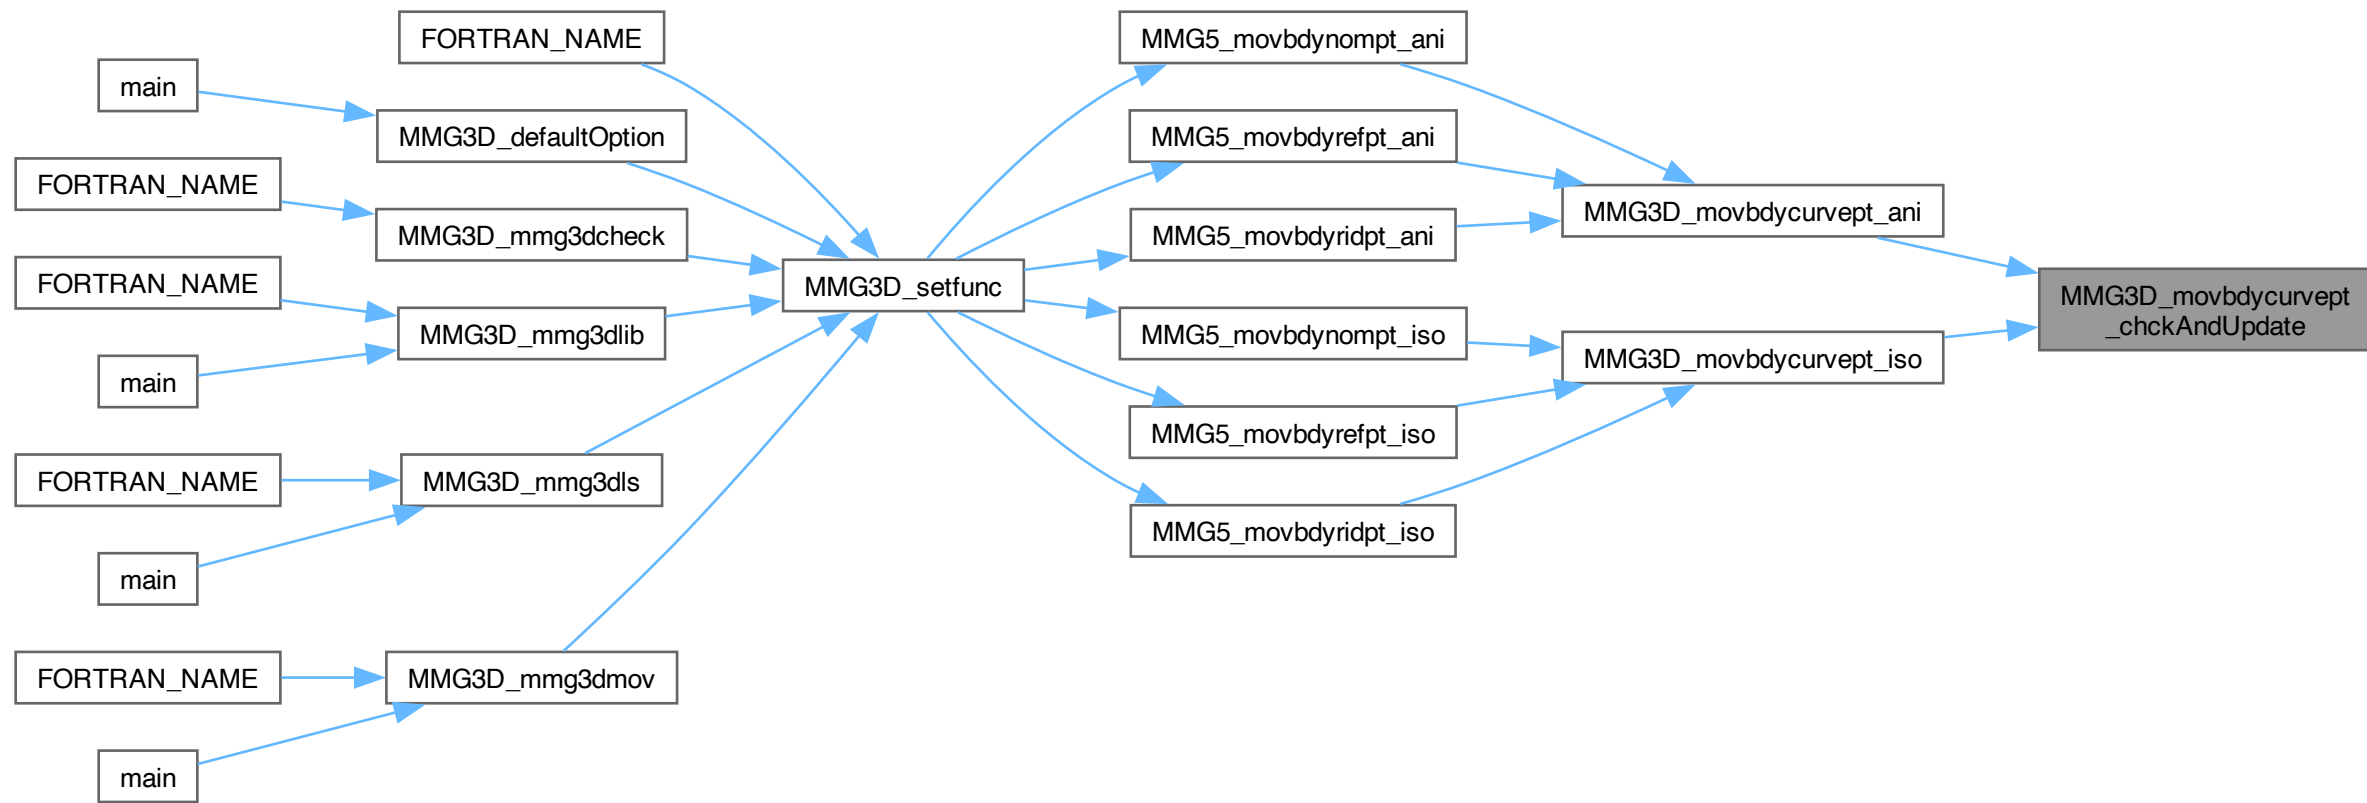 FORTRAN_NAME
main
MMG3D_defaultOption
FORTRAN_NAME
MMG3D_mmg3dcheck
FORTRAN_NAME
MMG3D_mmg3dlib
main
FORTRAN_NAME
MMG3D_mmg3dls
main
FORTRAN_NAME
MMG3D_mmg3dmov
main
MMG3D_setfunc
MMG5_movbdynompt_ani
MMG5_movbdyrefpt_ani
MMG5_movbdyridpt_ani
MMG5_movbdynompt_iso
MMG5_movbdyrefpt_iso
MMG5_movbdyridpt_iso
MMG3D_movbdycurvept_ani
MMG3D_movbdycurvept_iso
MMG3D_movbdycurvept
_chckAndUpdate